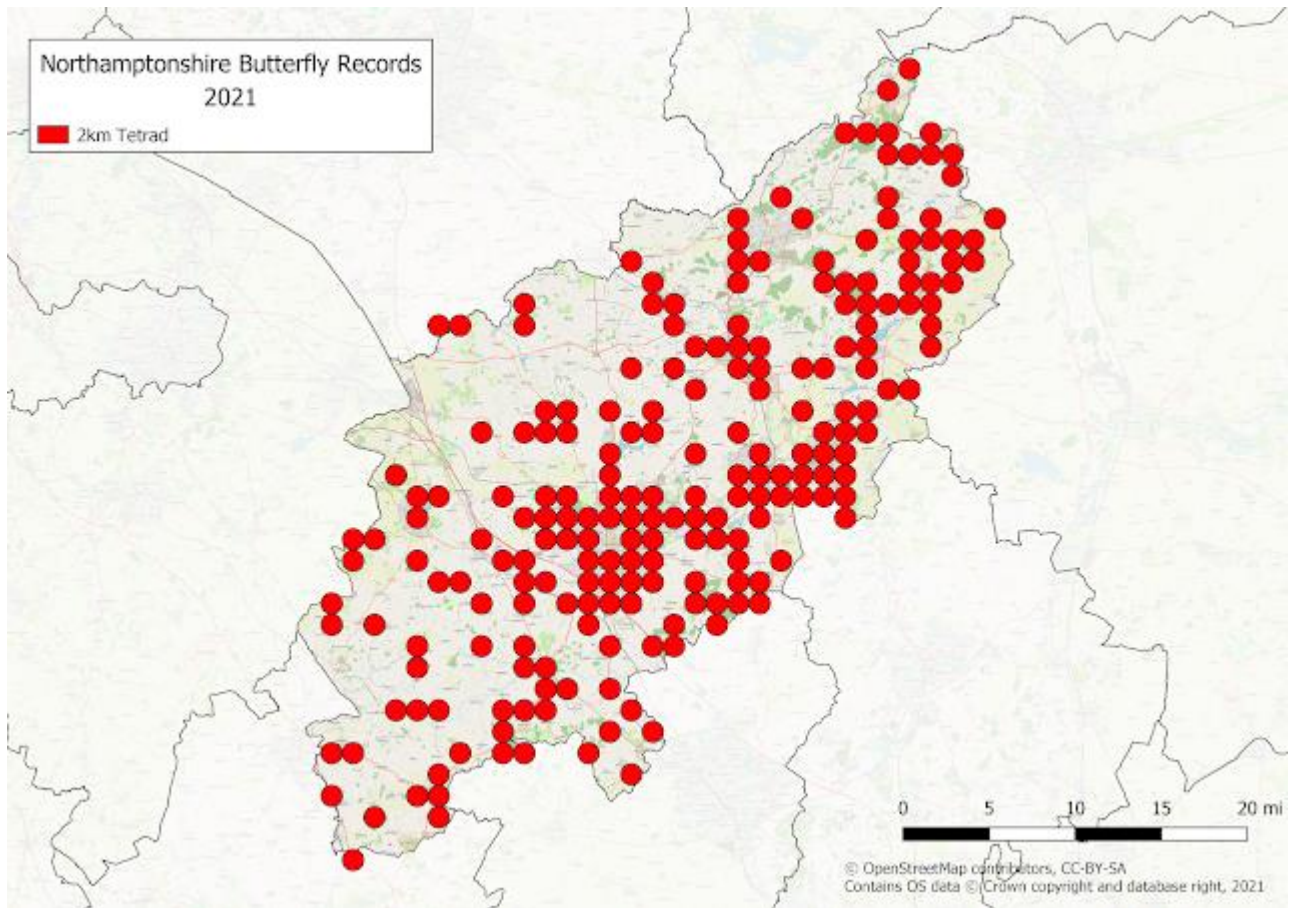 Northamptonshire Butterfly Records
2021
2km Tetrad
0 5 10 15 20 mi
© OpenStreetMap contributors, CC-BY-SA
Contains OS data © Crown copyright and database right, 2021